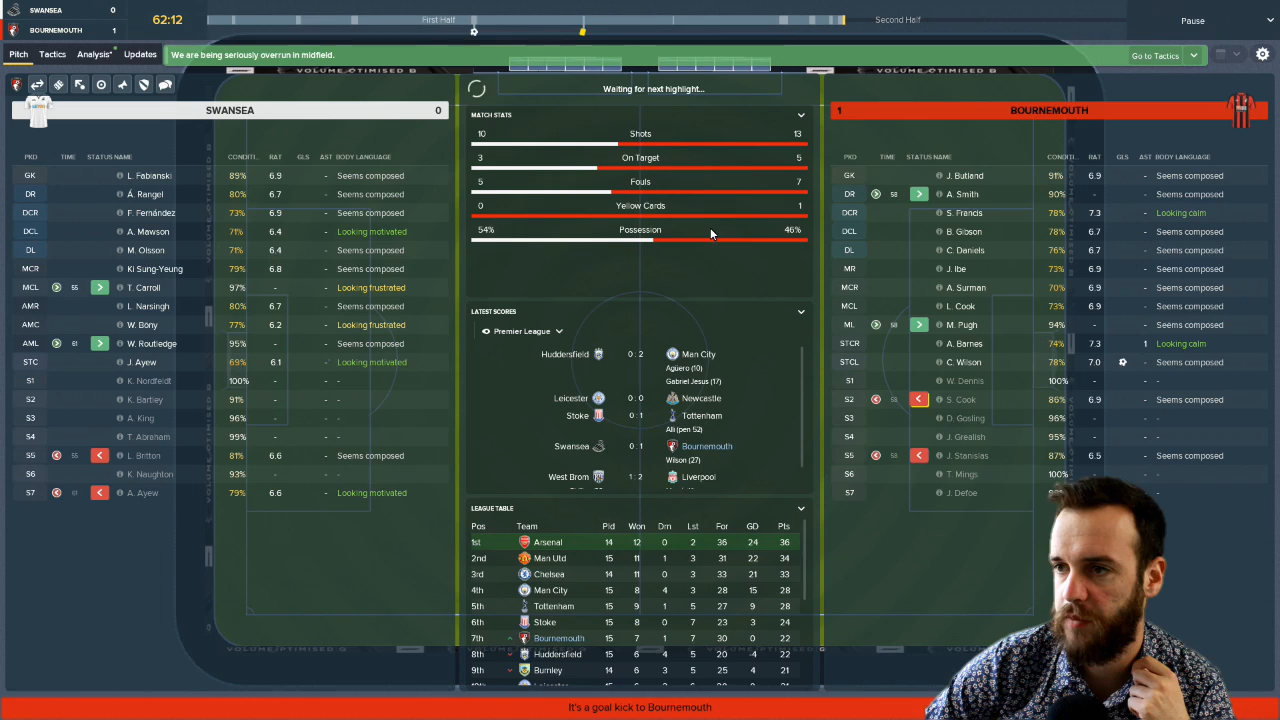 SWANSEA 0
BOURNEMOUTH 1
62:12
First Half
Second Half
Pause
Pitch Tactics Analysis Updates
We are being seriously overrun in midfield.
Go to Tactics
SWANSEA 0
PKD TIME STATUS NAME CONDITI... RAT GLS AST BODY LANGUAGE
GK L. Fabianski 89% 6.9 - Seems composed
DR Á. Rangel 80% 6.7 - Seems composed
DCR F. Fernández 73% 6.9 - Seems composed
DCL A. Mawson 71% 6.4 - Looking motivated
DL M. Olsson 71% 6.4 - Seems composed
MCR Ki Sung-Yeung 79% 6.8 - Seems composed
MCL 55 T. Carroll 97% - - Looking frustrated
AMR L. Narsingh 80% 6.7 - Seems composed
AMC W. Bony 77% 6.2 - Looking frustrated
AML 61 W. Routledge 95% - - Seems composed
STC J. Ayew 69% 6.1 - Looking motivated
S1 K. Nordfeldt 100% - -
S2 K. Bartley 91% - -
S3 A. King 96% - -
S4 T. Abraham 99% - -
S5 55 L. Britton 81% 6.6 - Seems composed
S6 K. Naughton 93% - -
S7 61 A. Ayew 79% 6.6 - Looking motivated
Waiting for next highlight...
MATCH STATS
10 Shots 13
3 On Target 5
5 Fouls 7
0 Yellow Cards 1
54% Possession 46%
LATEST SCORES
Premier League
Huddersfield 0 : 2 Man City
Agüero (10)
Gabriel Jesus (17)
Leicester 0 : 0 Newcastle
Stoke 0 : 1 Tottenham
Alli (pen 52)
Swansea 0 : 1 Bournemouth
Wilson (27)
West Brom 1 : 2 Liverpool
LEAGUE TABLE
Pos Team Pld Won Drn Lst For GD Pts
1st Arsenal 14 12 0 2 36 24 36
2nd Man Utd 15 11 1 3 31 22 34
3rd Chelsea 14 11 0 3 33 21 33
4th Man City 15 8 4 3 28 15 28
5th Tottenham 15 9 1 5 27 9 28
6th Stoke 15 8 0 7 23 3 24
7th Bournemouth 15 7 1 7 30 0 22
8th Huddersfield 15 6 4 5 20 -4 22
9th Burnley 14 6 3 5 25 4 21
1 BOURNEMOUTH
PKD TIME STATUS NAME CONDI... RAT GLS AST BODY LANGUAGE
GK J. Butland 91% 6.9 - Seems composed
DR 58 A. Smith 90% - - Seems composed
DCR S. Francis 78% 7.3 - Looking calm
DCL B. Gibson 78% 6.7 - Seems composed
DL C. Daniels 76% 6.7 - Seems composed
MR J. Ibe 73% 6.9 - Seems composed
MCR A. Surman 70% 6.9 - Seems composed
MCL L. Cook 73% 6.9 - Seems composed
ML 58 M. Pugh 94% - - Seems composed
STCR A. Barnes 74% 7.3 1 Looking calm
STCL C. Wilson 78% 7.0 - Seems composed
S1 W. Dennis 100% - -
S2 58 S. Cook 86% 6.9 - Seems composed
S3 D. Gosling 96% - -
S4 J. Grealish 95% - -
S5 58 J. Stanislas 87% 6.5 - Seems composed
S6 T. Mings 100% - -
S7 J. Defoe - -
It's a goal kick to Bournemouth